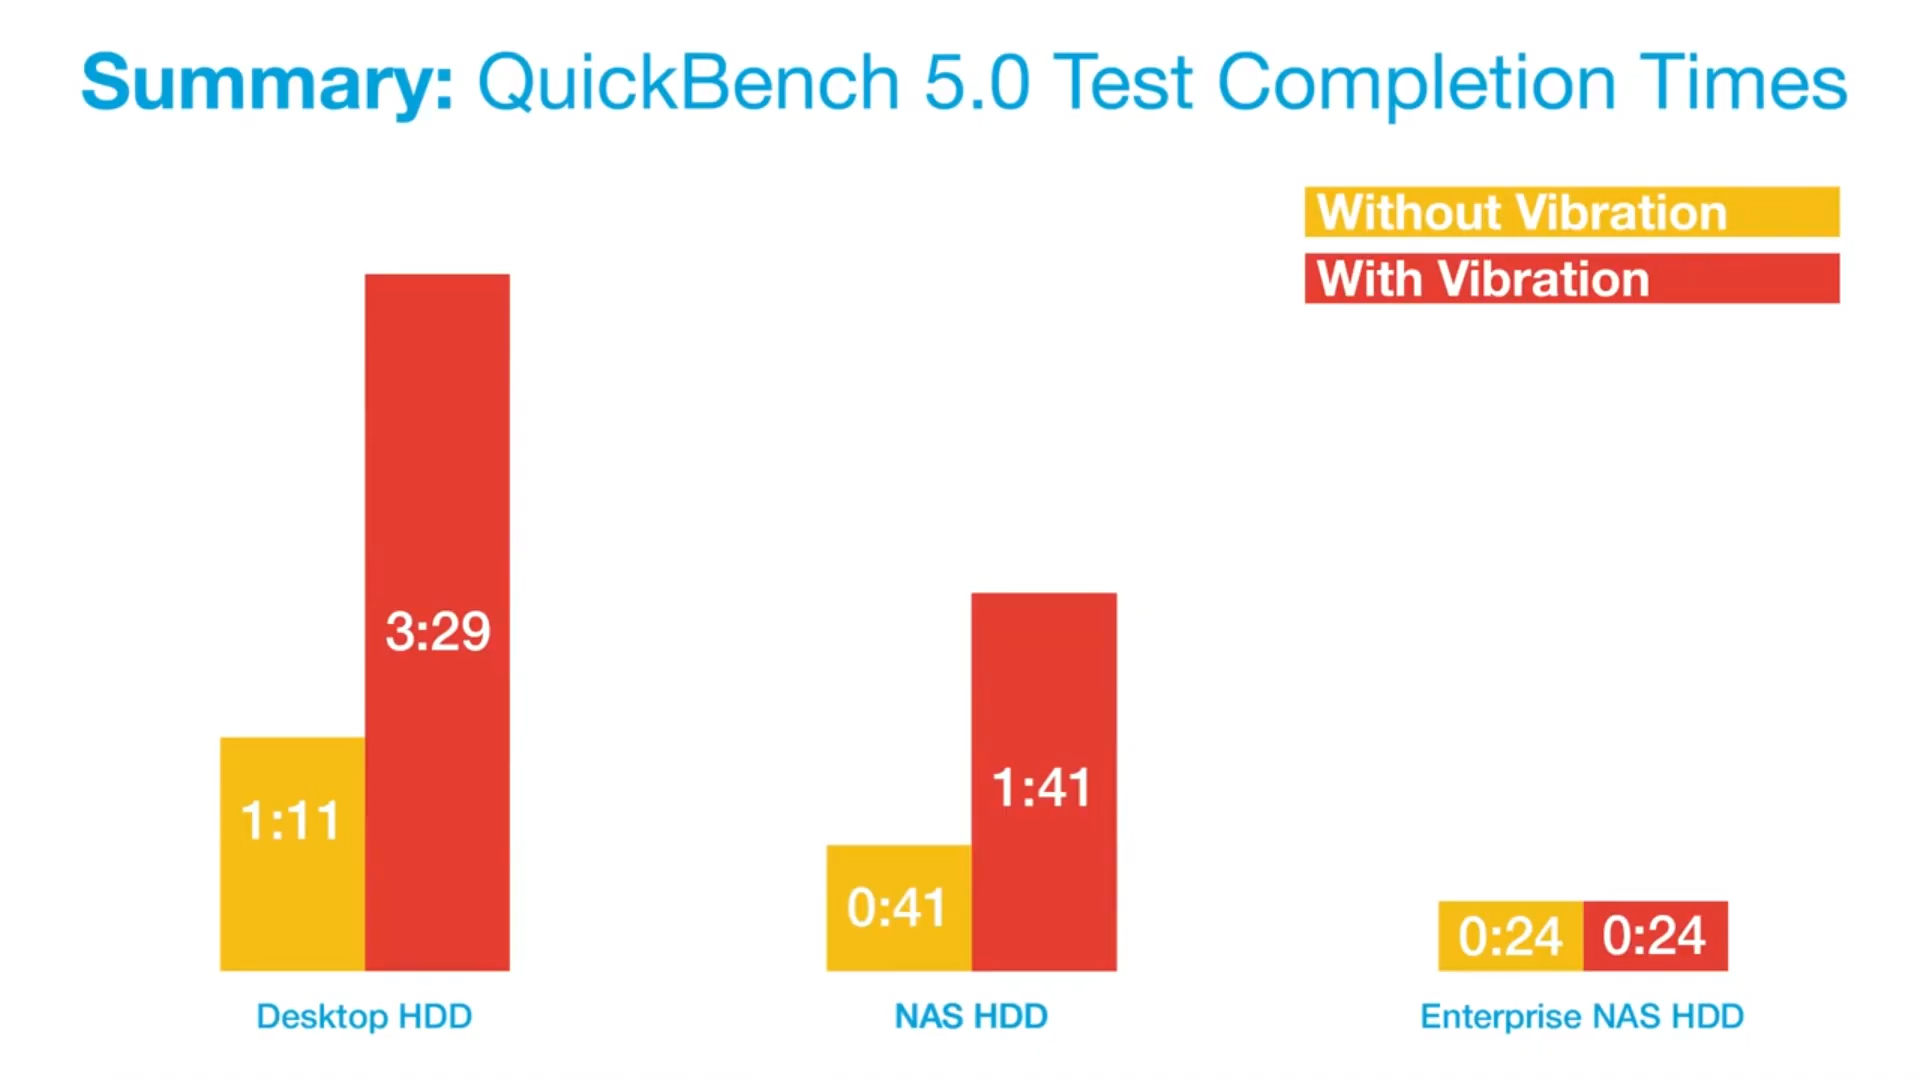 Summary: QuickBench 5.0 Test Completion Times
Without Vibration
With Vibration
3:29
1:11
1:41
0:41
0:24 0:24
Desktop HDD
NAS HDD
Enterprise NAS HDD